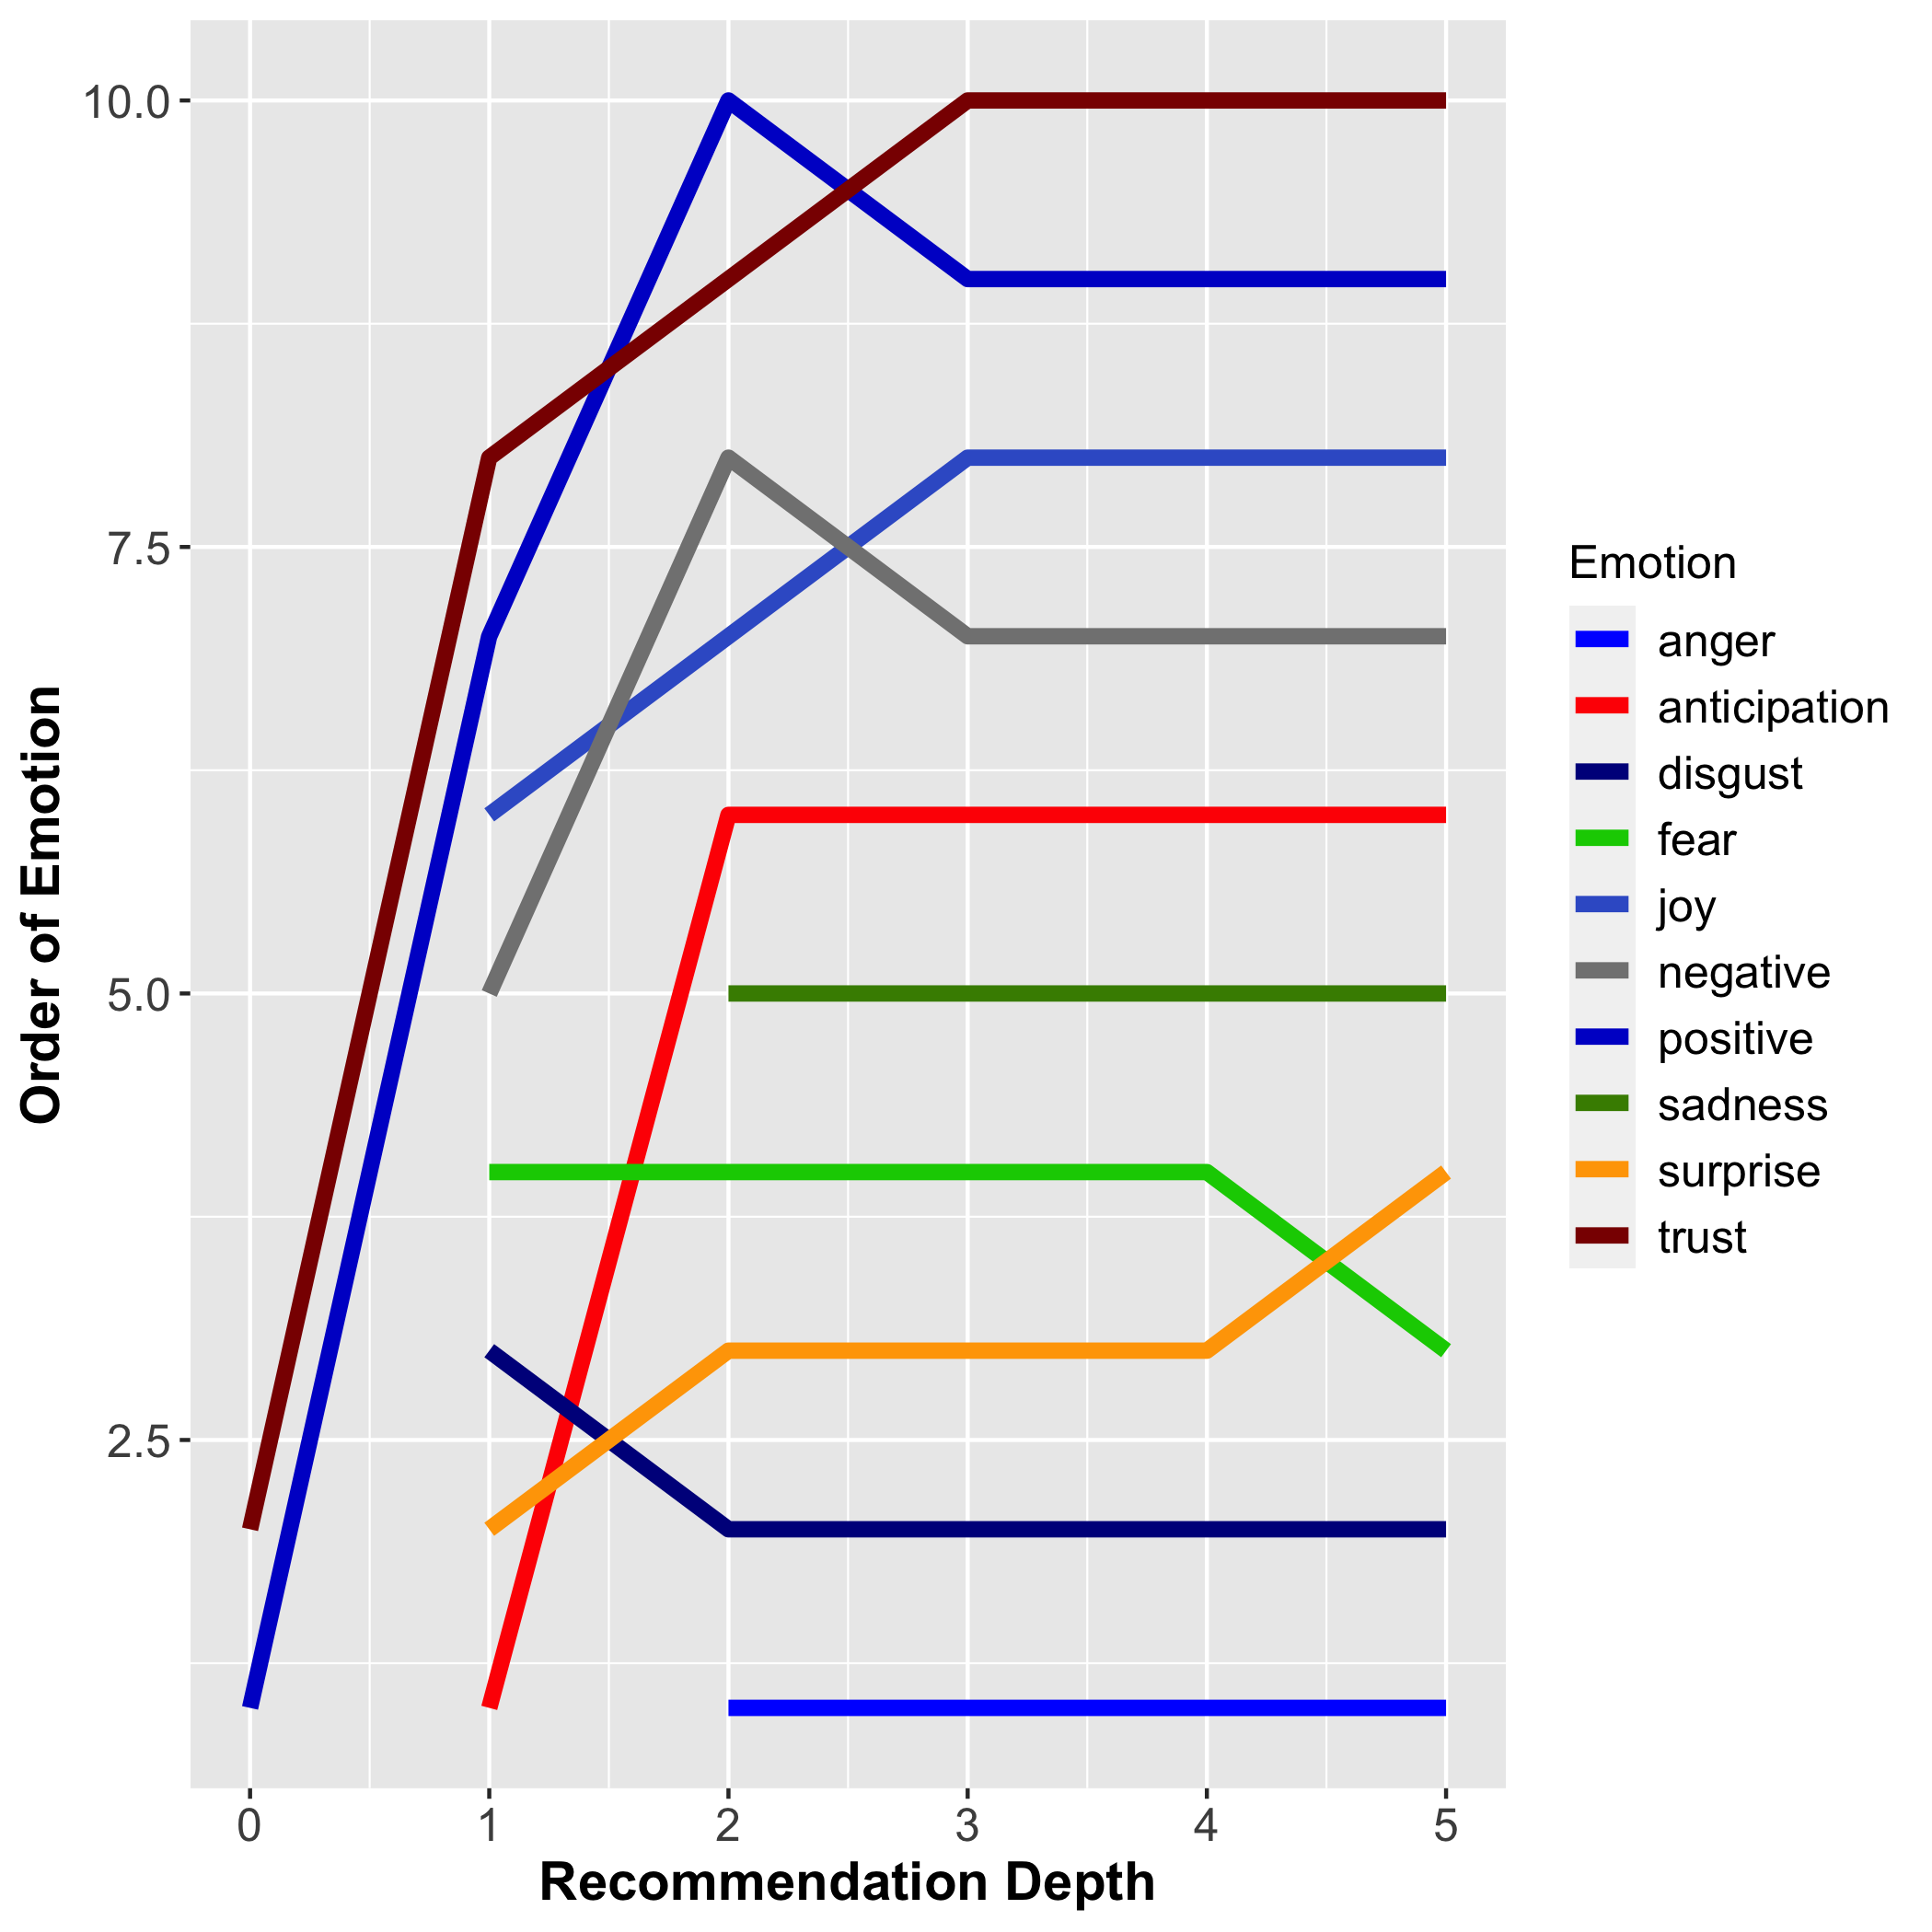 Order of Emotion
10.0
7.5
5.0
2.5
0 1 2 3 4 5
Recommendation Depth
Emotion
anger
anticipation
disgust
fear
joy
negative
positive
sadness
surprise
trust